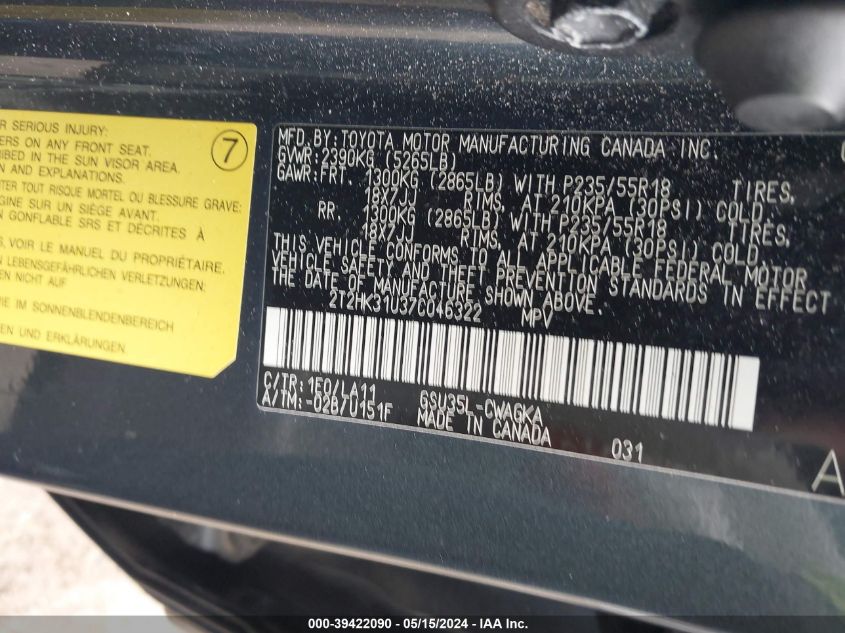 R SERIOUS INJURY:
ERS ON ANY FRONT SEAT.
IBED IN THE SUN VISOR AREA.
N AND EXPLANATIONS.
7
NTER TOUT RISQUE MORTEL OU BLESSURE GRAVE:
ÈGINE SUR UN SIÈGE AVANT.
N GONFLABLE SRS ET DÉCRITES À
S, VOIR LE MANUEL DU PROPRIÉTAIRE.
N LEBENSGEFÄHRLICHEN VERLETZUNGEN:
EN NICHT AUF
WIE IM SONNENBLENDENBEREICH
EN UND ERKLÄRUNGEN
MFD.BY:TOYOTA MOTOR MANUFACTURING CANADA INC.
GVWR:2390KG (5265LB)
GAWR:FRT. 1300KG (2865LB) WITH P235/55R18 TIRES,
18X7JJ RIMS, AT 210KPA (30PSI) COLD.
RR. 1300KG (2865LB) WITH P235/55R18 TIRES,
18X7JJ RIMS, AT 210KPA (30PSI) COLD.
THIS VEHICLE CONFORMS TO ALL APPLICABLE FEDERAL MOTOR
VEHICLE SAFETY AND THEFT PREVENTION STANDARDS IN EFFECT
ON THE DATE OF MANUFACTURE SHOWN ABOVE.
2T2HK31U37C046322 MPV
C/TR:1E0/LA11 GSU35L-CWAGKA
A/TM:-02B/U151F MADE IN CANADA
031
A
000-39422090 - 05/15/2024 - IAA Inc.